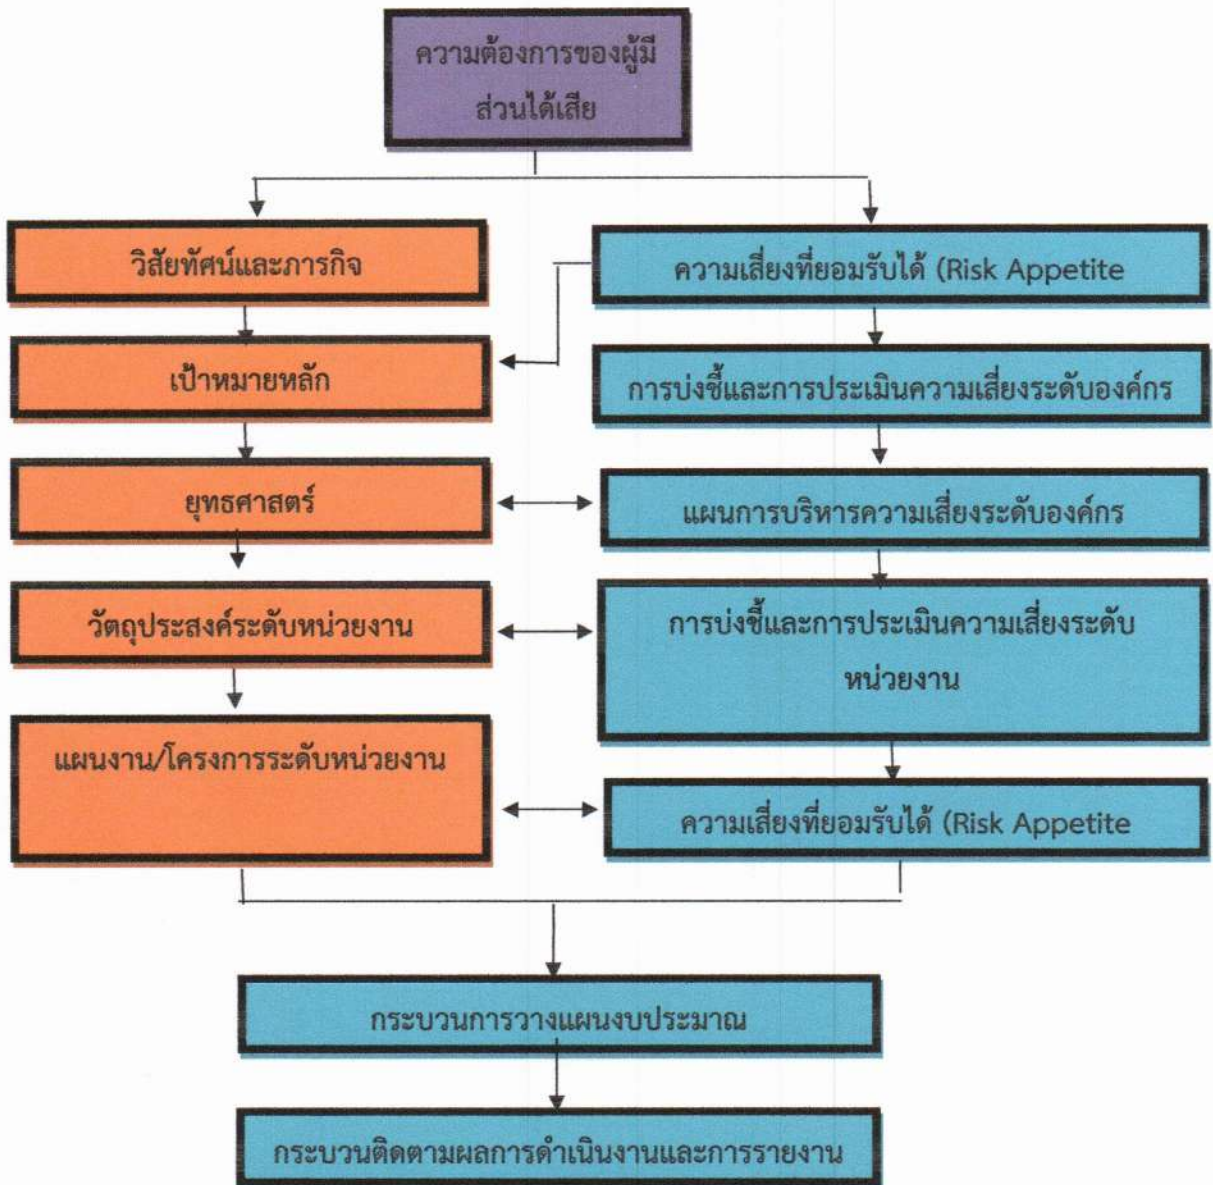 ความต้องการของผู้มี
ส่วนได้เสีย
วิสัยทัศน์และภารกิจ
ความเสี่ยงที่ยอมรับได้ (Risk Appetite
เป้าหมายหลัก
การบ่งชี้และการประเมินความเสี่ยงระดับองค์กร
ยุทธศาสตร์
แผนการบริหารความเสี่ยงระดับองค์กร
วัตถุประสงค์ระดับหน่วยงาน
การบ่งชี้และการประเมินความเสี่ยงระดับ
หน่วยงาน
แผนงาน/โครงการระดับหน่วยงาน
ความเสี่ยงที่ยอมรับได้ (Risk Appetite
กระบวนการวางแผนงบประมาณ
กระบวนติดตามผลการดำเนินงานและการรายงาน